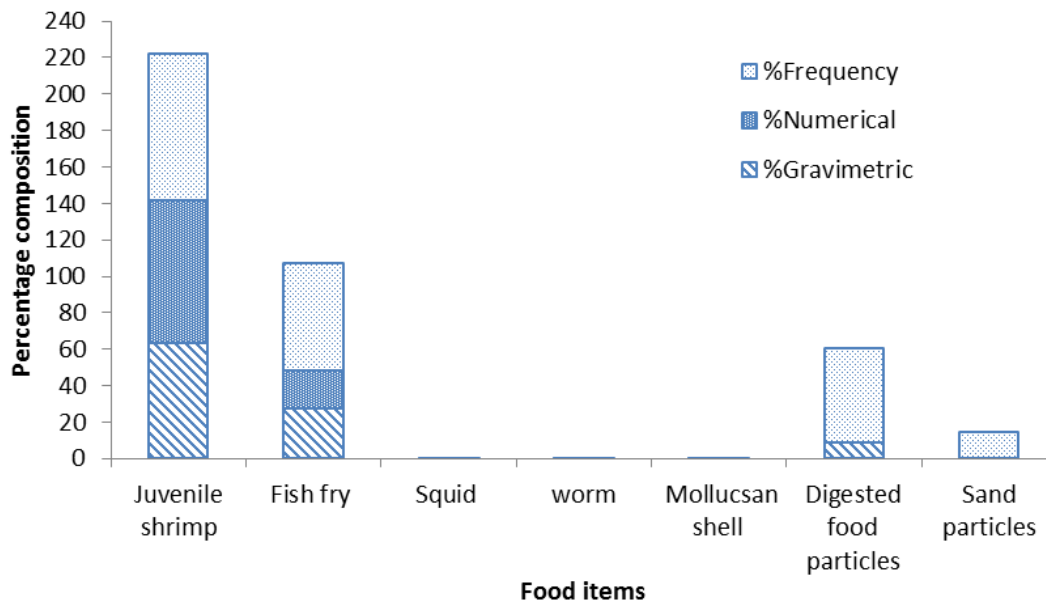 240
220
200
180
160
140
120
100
80
60
40
20
0
Percentage composition
%Frequency
%Numerical
%Gravimetric
Juvenile
shrimp
Fish fry
Squid
worm
Mollucsan
shell
Digested
food
particles
Sand
particles
Food items